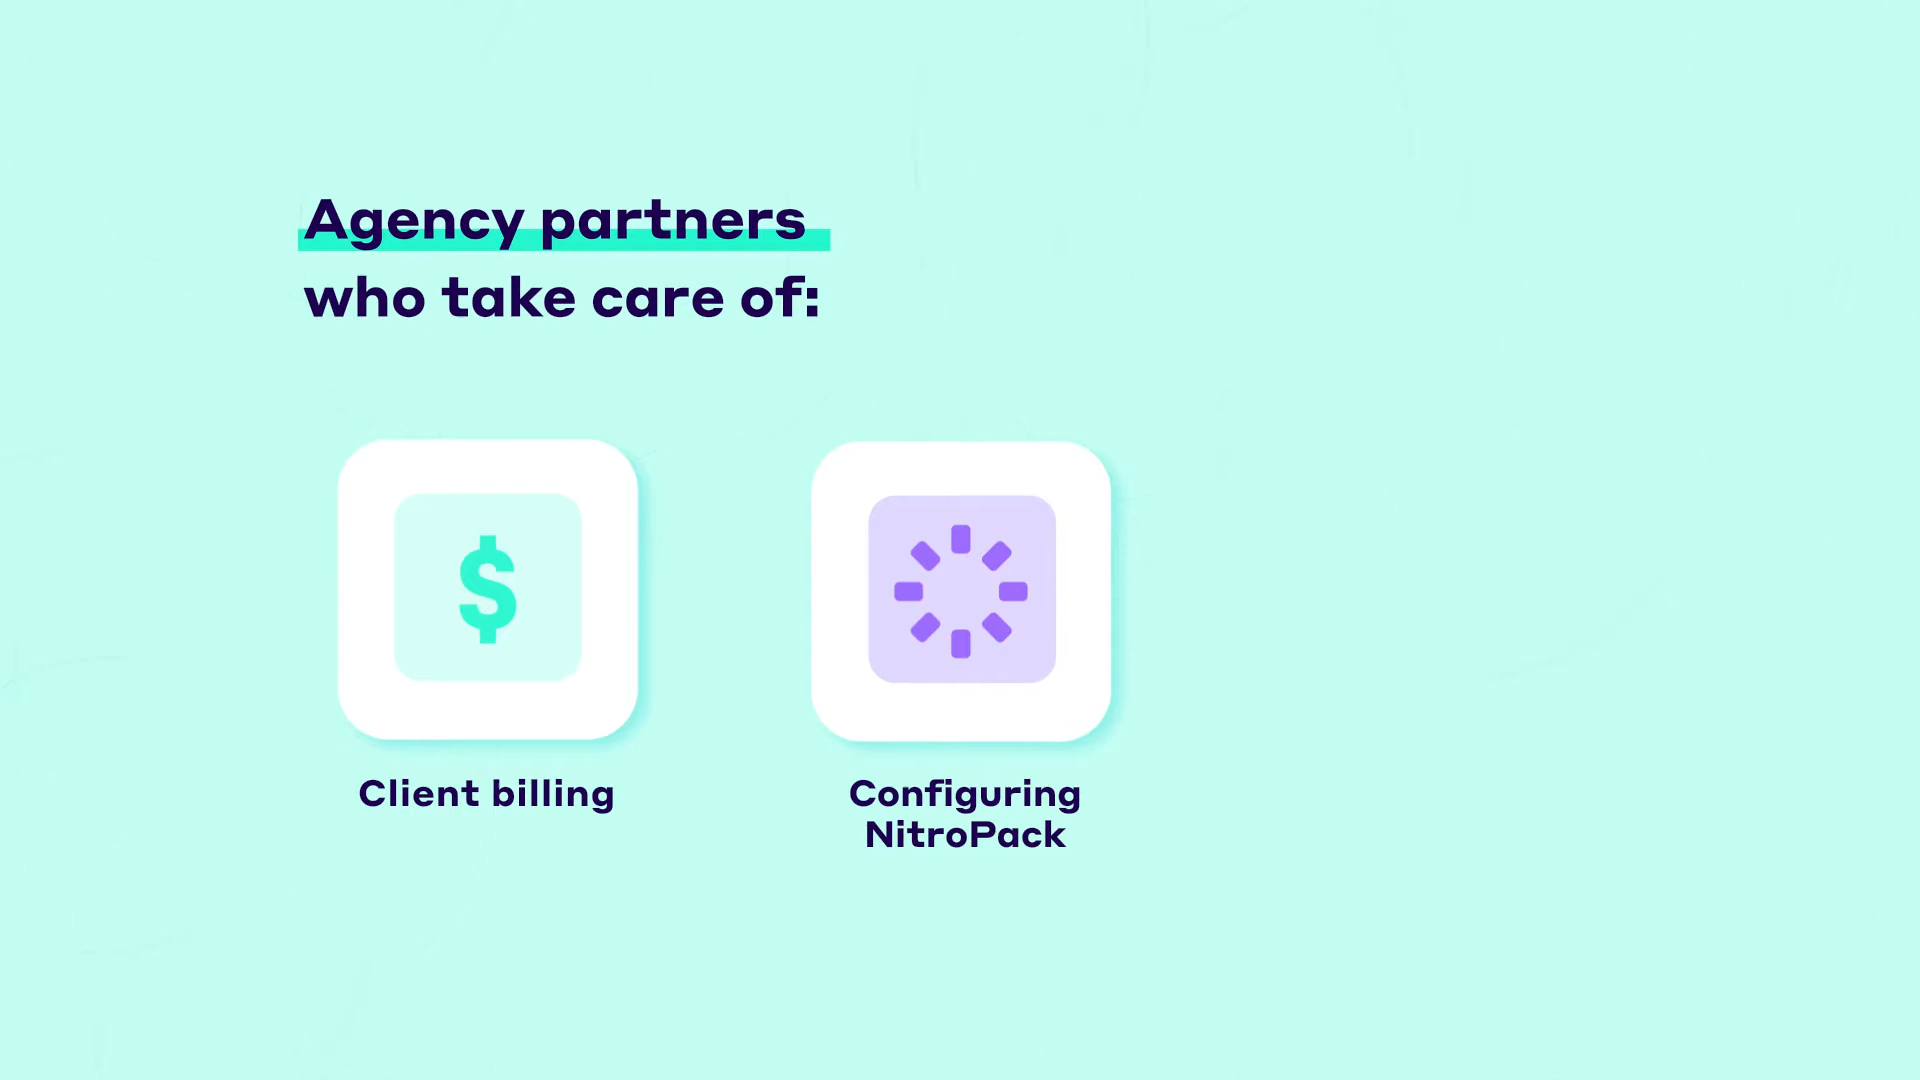 Agency partners
who take care of:
$
Client billing
Configuring
NitroPack